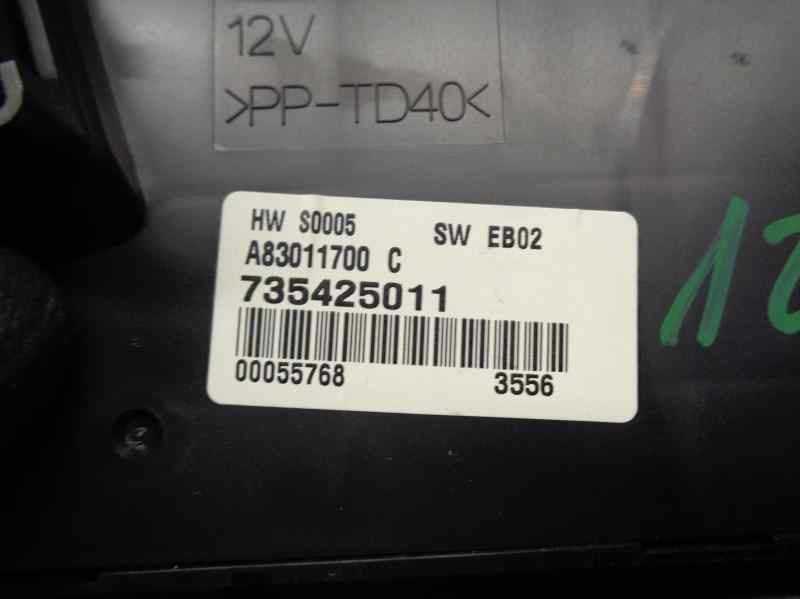 12V
>PP-TD40<
HW S0005 SW EB02
A83011700 C
735425011
00055768 3556